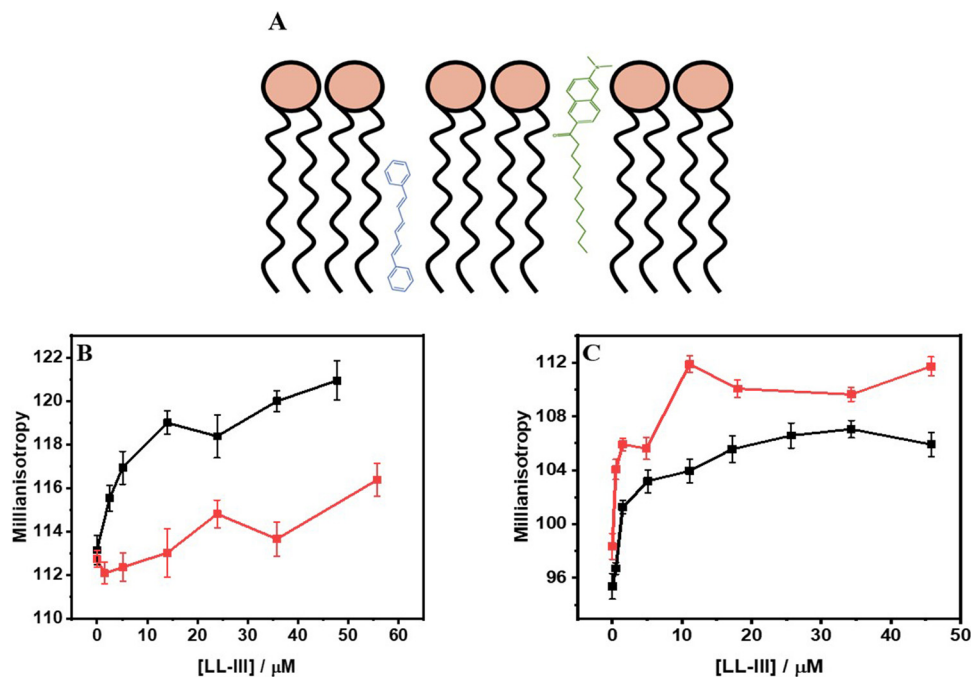 A
B
122
120
118
116
114
112
110
Millianisotropy
0 10 20 30 40 50 60
[LL-III] / μM
C
112
108
104
100
96
Millianisotropy
0 10 20 30 40 50
[LL-III] / μM
N